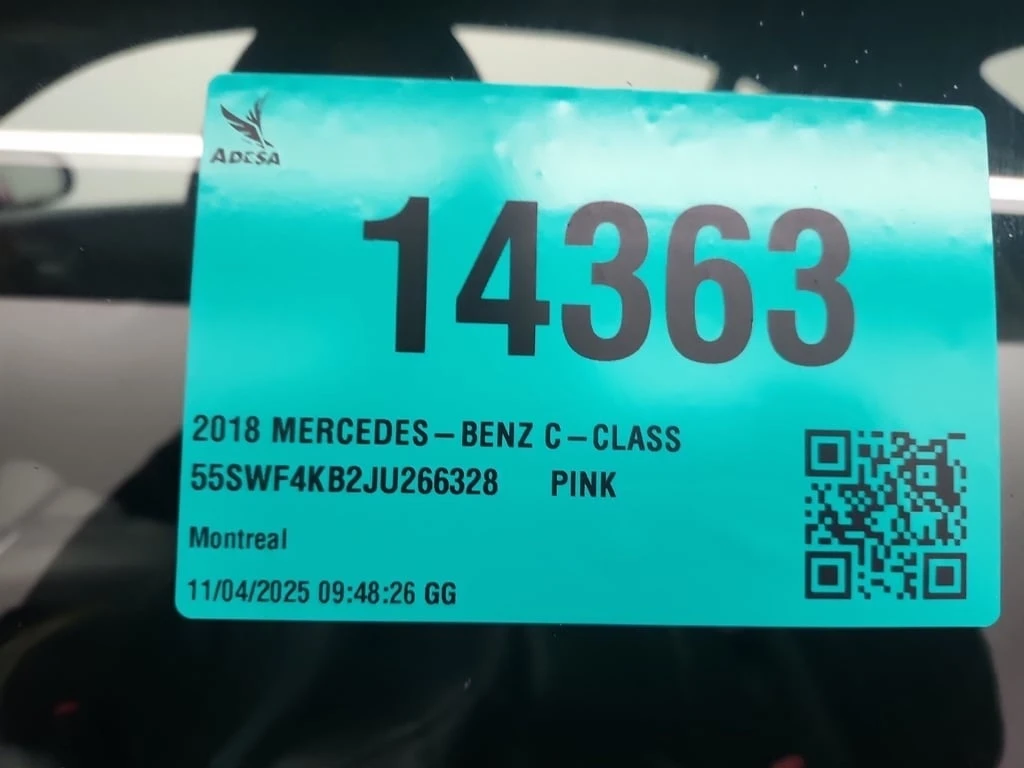 ADESA
14363
2018 MERCEDES-BENZ C-CLASS
55SWF4KB2JU266328 PINK
Montreal
11/04/2025 09:48:26 GG